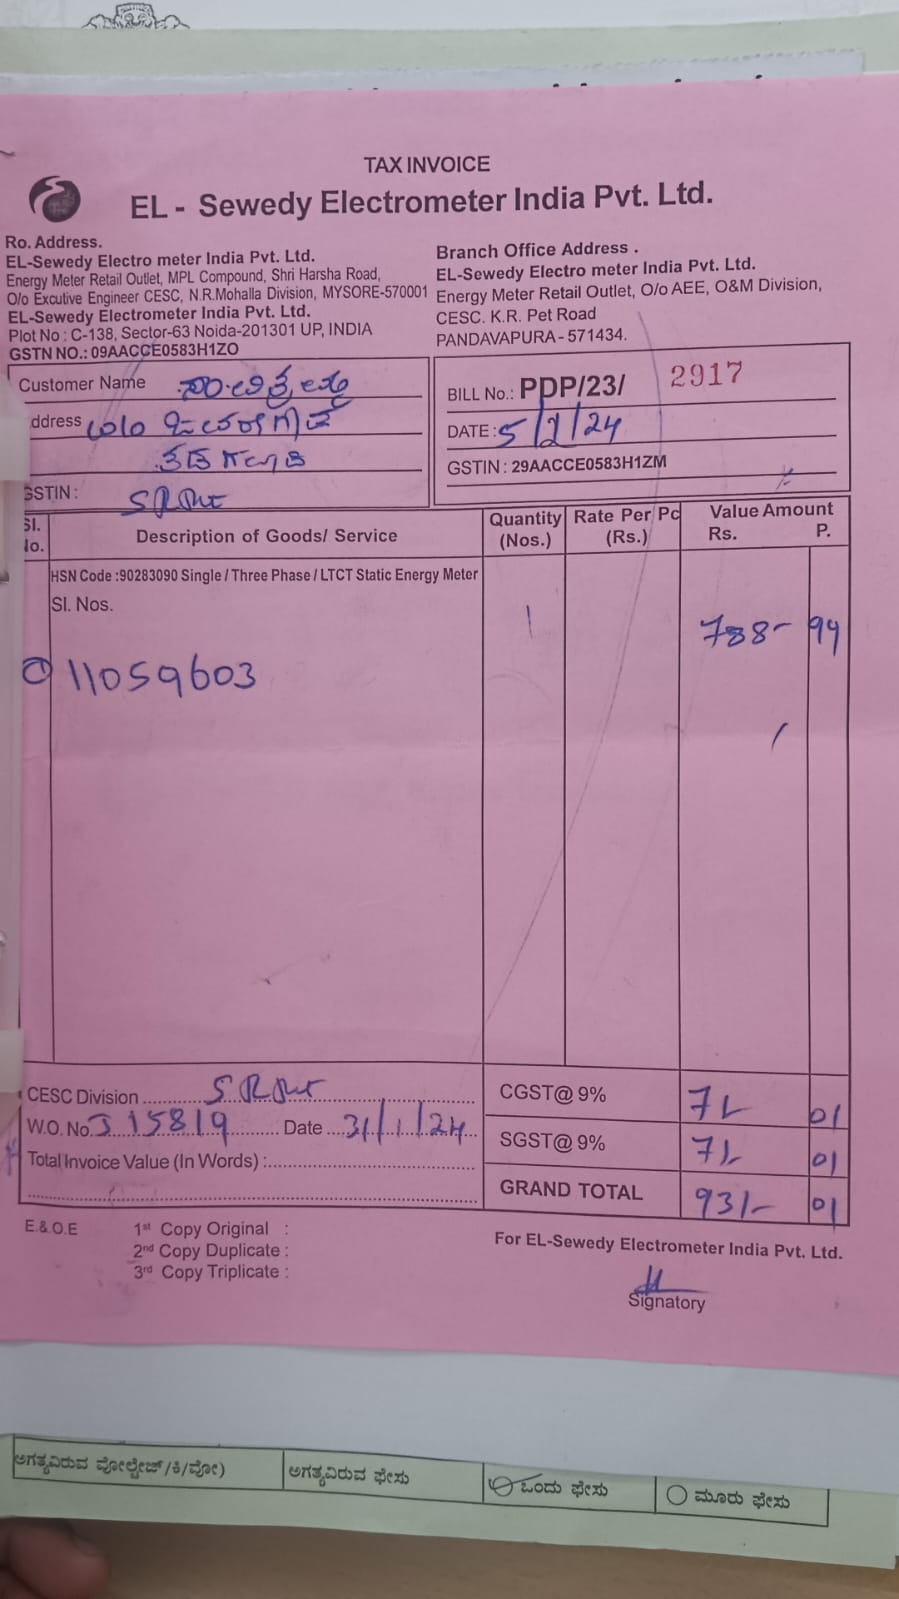 TAX INVOICE
EL - Sewedy Electrometer India Pvt. Ltd.
Ro. Address.
EL-Sewedy Electro meter India Pvt. Ltd.
Energy Meter Retail Outlet, MPL Compound, Shri Harsha Road,
O/o Excutive Engineer CESC, N.R.Mohalla Division, MYSORE-570001
EL-Sewedy Electrometer India Pvt. Ltd.
Plot No : C-138, Sector-63 Noida-201301 UP, INDIA
GSTN NO.: 09AACCE0583H1ZO
Branch Office Address .
EL-Sewedy Electro meter India Pvt. Ltd.
Energy Meter Retail Outlet, O/o AEE, O&M Division,
CESC. K.R. Pet Road
PANDAVAPURA - 571434.
Customer Name
ddress
GSTIN :
BILL No.: PDP/23/ 2917
DATE : 5/2/24
GSTIN : 29AACCE0583H1ZM
Sl. No. Description of Goods/ Service Quantity (Nos.) Rate Per Pc (Rs.) Value Amount Rs. P.
HSN Code :90283090 Single / Three Phase / LTCT Static Energy Meter
Sl. Nos.
1 788- 99
① 11059603
CESC Division
W.O. No J 15819 Date 31/1/24
Total Invoice Value (In Words) :
CGST@ 9% 71- 01
SGST@ 9% 71- 01
GRAND TOTAL 931- 01
E.& O.E
1st Copy Original :
2nd Copy Duplicate :
3rd Copy Triplicate :
For EL-Sewedy Electrometer India Pvt. Ltd.
Signatory
ಅಗತ್ಯವಿರುವ ವೋಲ್ಟೇಜ್/ಕಿ/ವೋ) ಅಗತ್ಯವಿರುವ ಫೇಸು ಒಂದು ಫೇಸು ಮೂರು ಫೇಸು